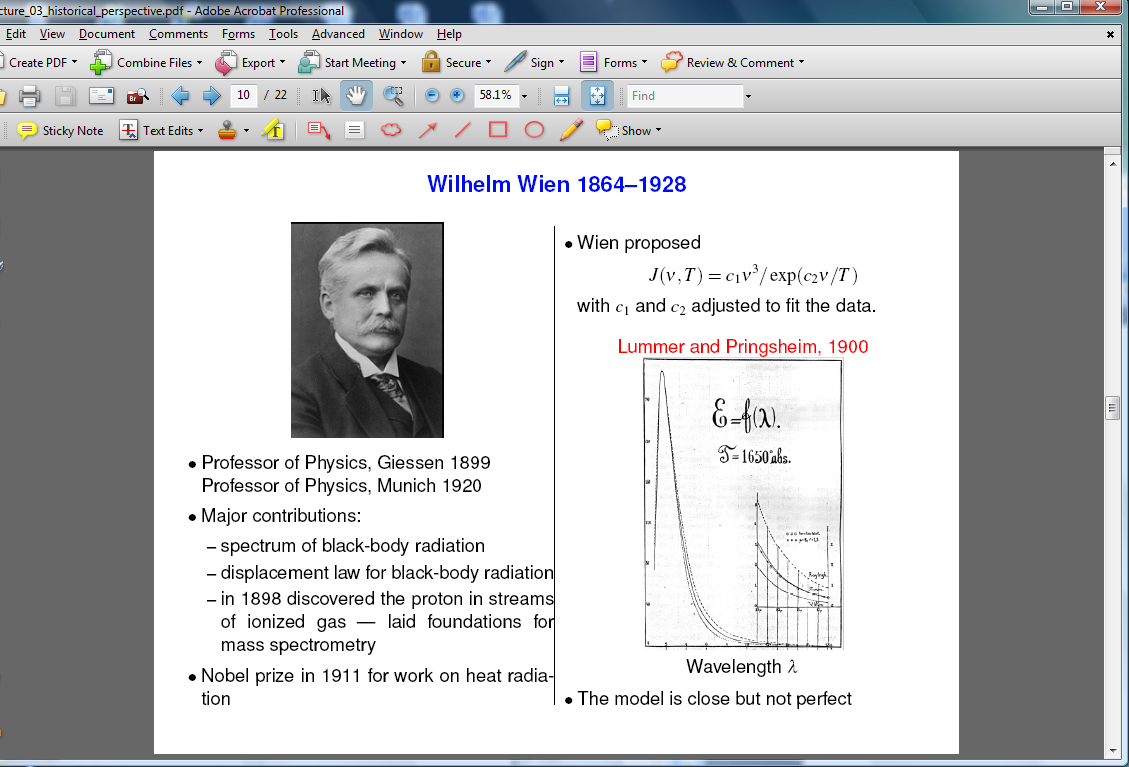 cture_03_historical_perspective.pdf - Adobe Acrobat Professional
Edit View Document Comments Forms Tools Advanced Window Help
Create PDF Combine Files Export Start Meeting Secure Sign Forms Review & Comment
10 / 22 58.1% Find
Sticky Note Text Edits Show
Wilhelm Wien 1864–1928
• Professor of Physics, Giessen 1899
Professor of Physics, Munich 1920
• Major contributions:
– spectrum of black-body radiation
– displacement law for black-body radiation
– in 1898 discovered the proton in streams
of ionized gas — laid foundations for
mass spectrometry
• Nobel prize in 1911 for work on heat radia-
tion
• Wien proposed
J(ν,T) = c₁ν³/exp(c₂ν/T)
with c₁ and c₂ adjusted to fit the data.
Lummer and Pringsheim, 1900
E=f(λ).
T=1650°abs.
Wavelength λ
• The model is close but not perfect